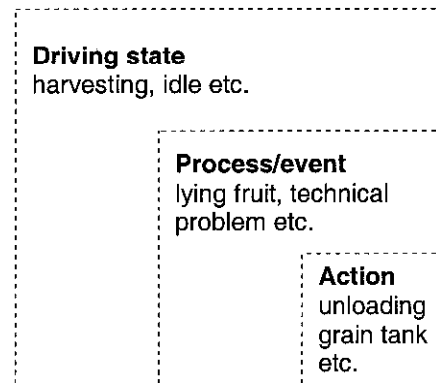 Driving state
harvesting, idle etc.
Process/event
lying fruit, technical
problem etc.
Action
unloading
grain tank
etc.